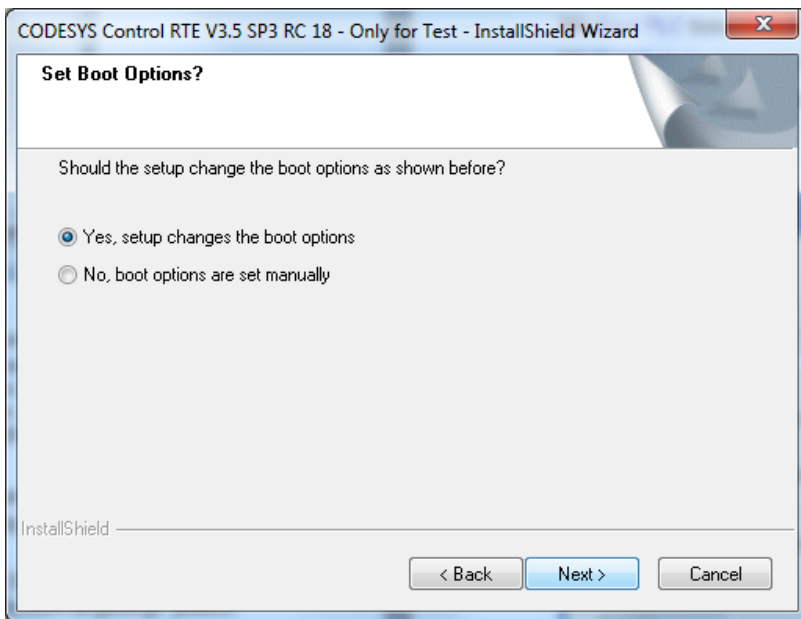 CODESYS Control RTE V3.5 SP3 RC 18 - Only for Test - InstallShield Wizard
Set Boot Options?
Should the setup change the boot options as shown before?
Yes, setup changes the boot options
No, boot options are set manually
InstallShield
< Back Next > Cancel